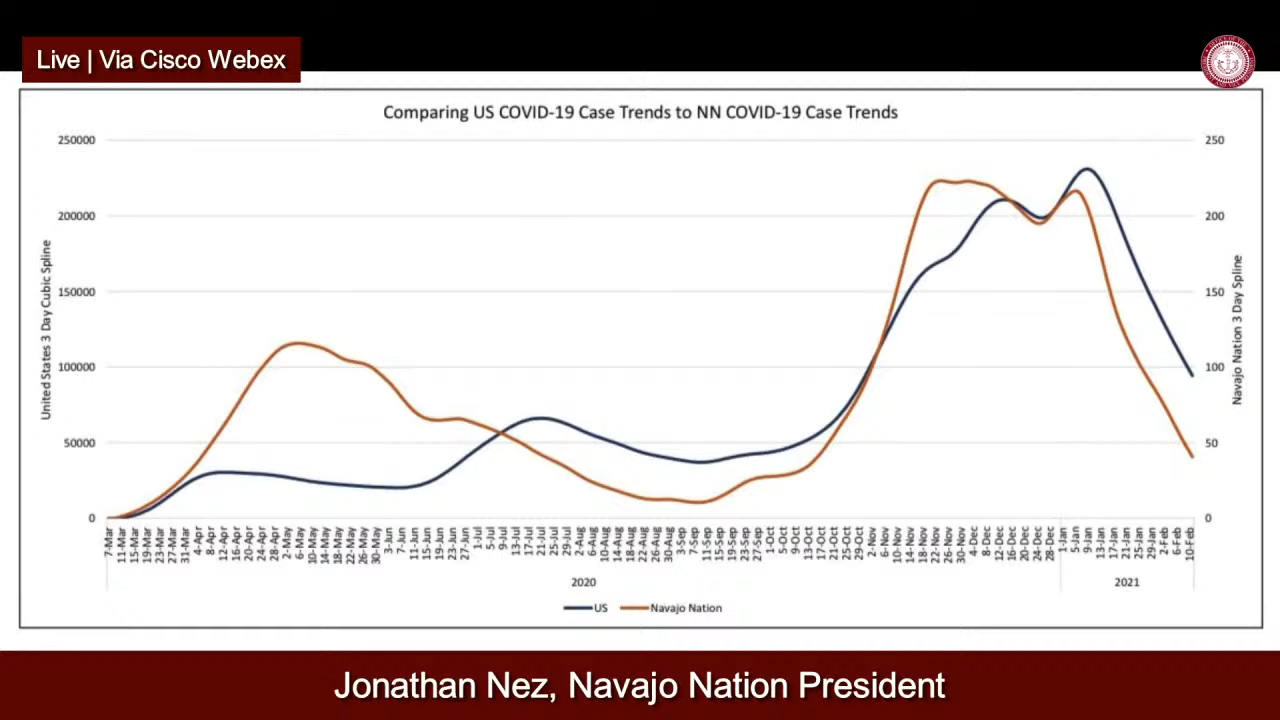 Live | Via Cisco Webex
Comparing US COVID-19 Case Trends to NN COVID-19 Case Trends
United States 3 Day Cubic Spline
250000
200000
150000
100000
50000
0
250
200
150
100
50
0
Navajo Nation 3 Day Spline
7-Mar
11-Mar
15-Mar
19-Mar
23-Mar
27-Mar
31-Mar
4-Apr
8-Apr
12-Apr
16-Apr
20-Apr
24-Apr
28-Apr
2-May
6-May
10-May
14-May
18-May
22-May
26-May
30-May
3-Jun
7-Jun
11-Jun
15-Jun
19-Jun
23-Jun
27-Jun
1-Jul
5-Jul
9-Jul
13-Jul
17-Jul
21-Jul
25-Jul
29-Jul
2-Aug
6-Aug
10-Aug
14-Aug
18-Aug
22-Aug
26-Aug
30-Aug
3-Sep
7-Sep
11-Sep
15-Sep
19-Sep
23-Sep
27-Sep
1-Oct
5-Oct
9-Oct
13-Oct
17-Oct
21-Oct
25-Oct
29-Oct
2-Nov
6-Nov
10-Nov
14-Nov
18-Nov
22-Nov
26-Nov
30-Nov
4-Dec
8-Dec
12-Dec
16-Dec
20-Dec
24-Dec
28-Dec
1-Jan
5-Jan
9-Jan
13-Jan
17-Jan
21-Jan
25-Jan
29-Jan
2-Feb
6-Feb
10-Feb
2020
2021
US
Navajo Nation
Jonathan Nez, Navajo Nation President